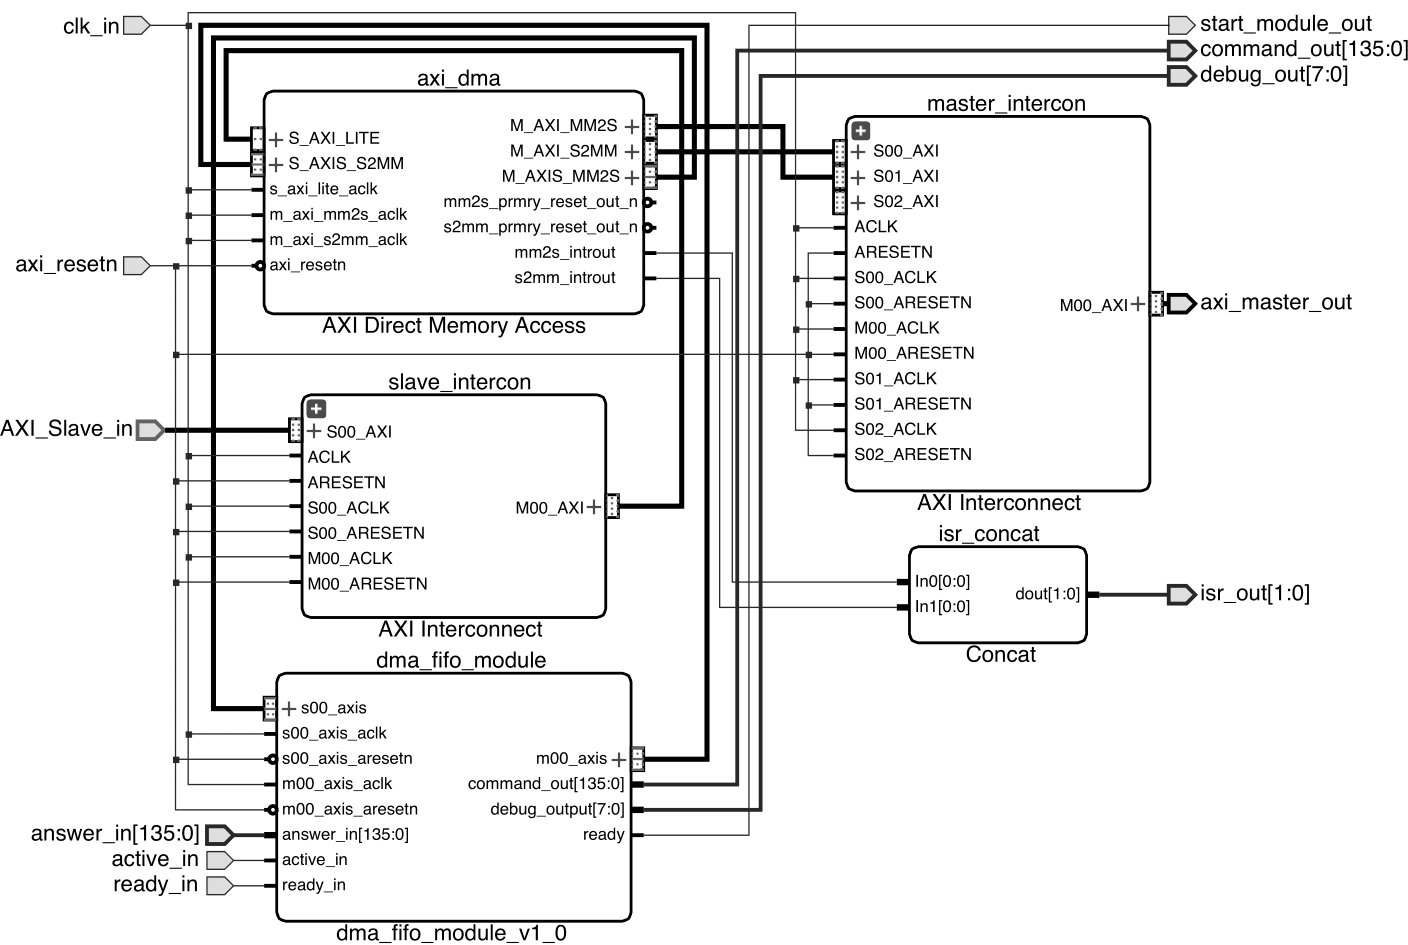 clk_in
axi_resetn
AXI_Slave_in
answer_in[135:0]
active_in
ready_in
axi_dma
S_AXI_LITE
S_AXIS_S2MM
s_axi_lite_aclk
m_axi_mm2s_aclk
m_axi_s2mm_aclk
axi_resetn
M_AXI_MM2S
M_AXI_S2MM
M_AXIS_MM2S
mm2s_prmry_reset_out_n
s2mm_prmry_reset_out_n
mm2s_introut
s2mm_introut
AXI Direct Memory Access
slave_intercon
S00_AXI
ACLK
ARESETN
S00_ACLK
S00_ARESETN
M00_ACLK
M00_ARESETN
M00_AXI
AXI Interconnect
dma_fifo_module
s00_axis
s00_axis_aclk
s00_axis_aresetn
m00_axis_aclk
m00_axis_aresetn
answer_in[135:0]
active_in
ready_in
m00_axis
command_out[135:0]
debug_output[7:0]
ready
dma_fifo_module_v1_0
master_intercon
S00_AXI
S01_AXI
S02_AXI
ACLK
ARESETN
S00_ACLK
S00_ARESETN
M00_ACLK
M00_ARESETN
S01_ACLK
S01_ARESETN
S02_ACLK
S02_ARESETN
M00_AXI
AXI Interconnect
isr_concat
In0[0:0]
In1[0:0]
dout[1:0]
Concat
start_module_out
command_out[135:0]
debug_out[7:0]
axi_master_out
isr_out[1:0]